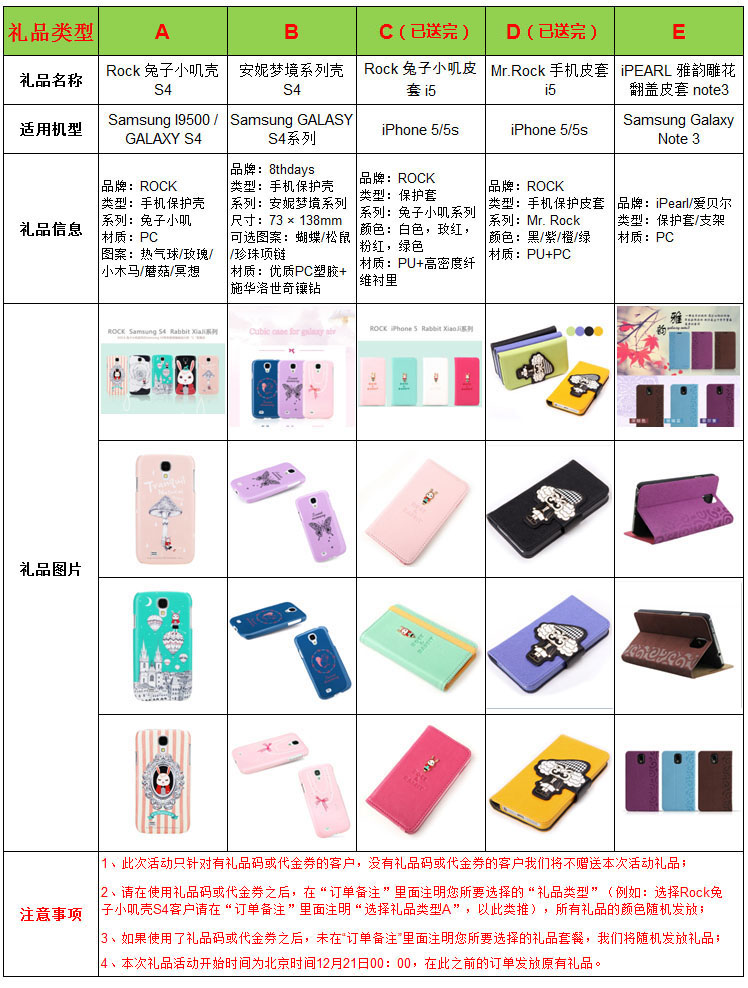 礼品类型
A
B
C（已送完）
D（已送完）
E
礼品名称
Rock 兔子小叽壳
S4
安妮梦境系列壳
S4
Rock 兔子小叽皮
套 i5
Mr.Rock 手机皮套
i5
iPEARL 雅韵雕花
翻盖皮套 note3
适用机型
Samsung I9500 /
GALAXY S4
Samsung GALASY
S4系列
iPhone 5/5s
iPhone 5/5s
Samsung Galaxy
Note 3
礼品信息
品牌：ROCK
类型：手机保护壳
系列：兔子小叽
材质：PC
图案：热气球/玫瑰/
小木马/蘑菇/冥想
品牌：8thdays
类型：手机保护壳
系列：安妮梦境系列
尺寸：73 × 138mm
可选图案：蝴蝶/松鼠
/珍珠项链
材质：优质PC塑胶+
施华洛世奇镶钻
品牌：ROCK
类型：保护套
系列：兔子小叽系列
颜色：白色，玫红，
粉红，绿色
材质：PU+高密度纤
维衬里
品牌：ROCK
类型：手机保护皮套
系列：Mr. Rock
颜色：黑/紫/橙/绿
材质：PU+PC
品牌：iPearl/爱贝尔
类型：保护套/支架
材质：PC
礼品图片
ROCK Samsung S4 Rabbit XiaJi系列
Cubic case for galaxy s4
ROCK iPhone 5 Rabbit XiaoJi系列
雅
韵
Tranquil
注意事项
1、此次活动只针对有礼品码或代金券的客户，没有礼品码或代金券的客户我们将不赠送本次活动礼品；
2、请在使用礼品码或代金券之后，在“订单备注”里面注明您所要选择的“礼品类型”（例如：选择Rock兔
子小叽壳S4客户请在“订单备注”里面注明“选择礼品类型A”，以此类推），所有礼品的颜色随机发放；
3、如果使用了礼品码或代金券之后，未在“订单备注”里面注明您所要选择的礼品套餐，我们将随机发放礼品；
4、本次礼品活动开始时间为北京时间12月21日00：00，在此之前的订单发放原有礼品。